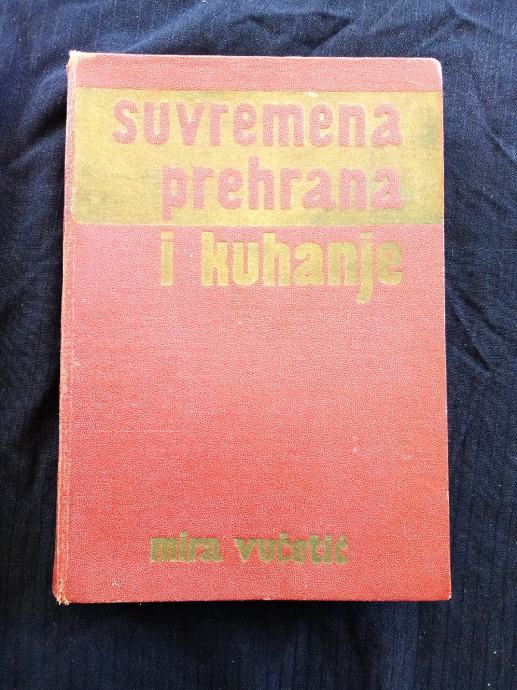 suvremena
prehrana
i kuhanje
mira vučetić